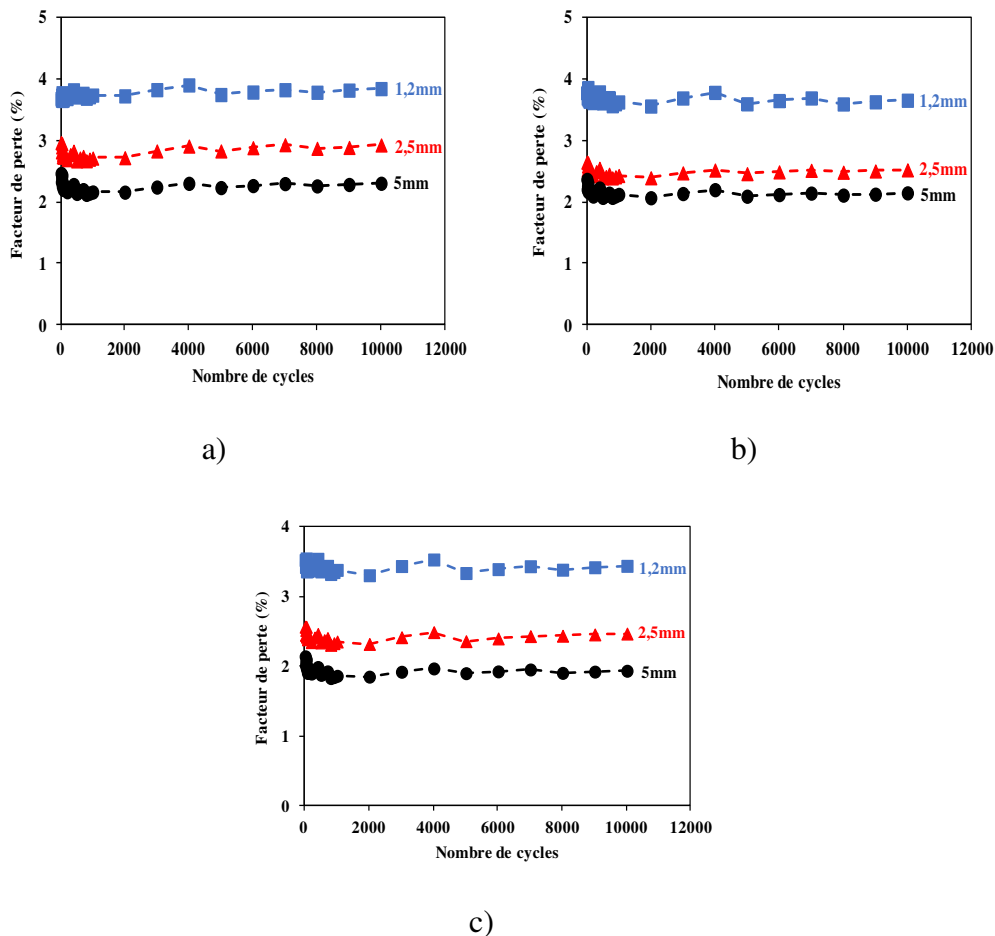 5
4
3
2
1
0
Facteur de perte (%)
1,2mm
2,5mm
5mm
0 2000 4000 6000 8000 10000 12000
Nombre de cycles
a)
5
4
3
2
1
0
Facteur de perte (%)
1,2mm
2,5mm
5mm
0 2000 4000 6000 8000 10000 12000
Nombre de cycles
b)
4
3
2
1
0
Facteur de perte (%)
1,2mm
2,5mm
5mm
0 2000 4000 6000 8000 10000 12000
Nombre de cycles
c)